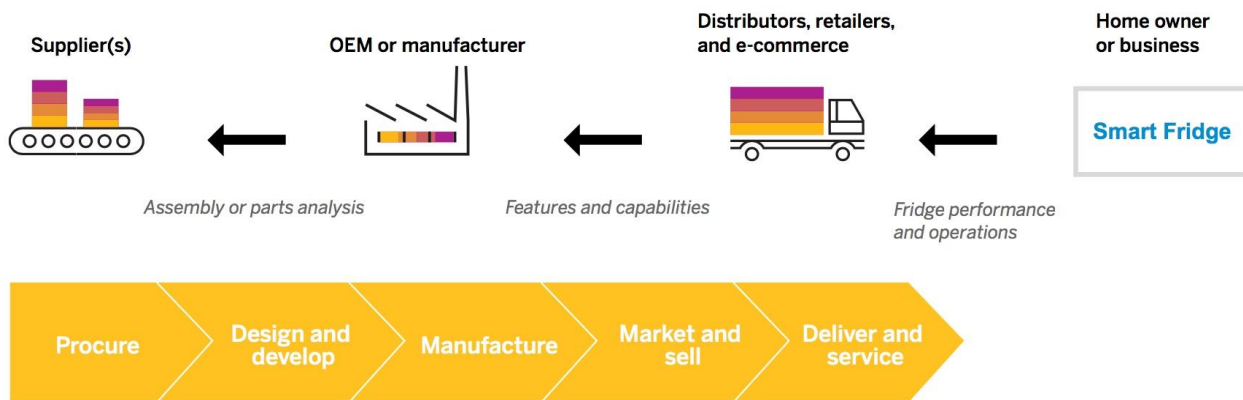 Supplier(s)
OEM or manufacturer
Distributors, retailers,
and e-commerce
Home owner
or business
Smart Fridge
Assembly or parts analysis
Features and capabilities
Fridge performance
and operations
Procure
Design and
develop
Manufacture
Market and
sell
Deliver and
service